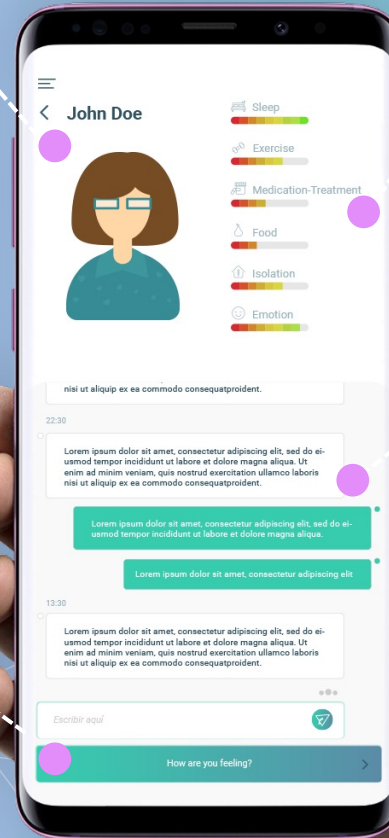 John Doe
Sleep
Exercise
Medication-Treatment
Food
Isolation
Emotion
nisi ut aliquip ex ea commodo consequatproident.
22:30
Lorem ipsum dolor sit amet, consectetur adipiscing elit, sed do ei-
usmod tempor incididunt ut labore et dolore magna aliqua. Ut
enim ad minim veniam, quis nostrud exercitation ullamco laboris
nisi ut aliquip ex ea commodo consequatproident.
Lorem ipsum dolor sit amet, consectetur adipiscing elit, sed do ei-
usmod tempor incididunt ut labore et dolore magna aliqua.
Lorem ipsum dolor sit amet, consectetur adipiscing elit
13:30
Lorem ipsum dolor sit amet, consectetur adipiscing elit, sed do ei-
usmod tempor incididunt ut labore et dolore magna aliqua. Ut
enim ad minim veniam, quis nostrud exercitation ullamco laboris
nisi ut aliquip ex ea commodo consequatproident.
Escribir aquí
How are you feeling?